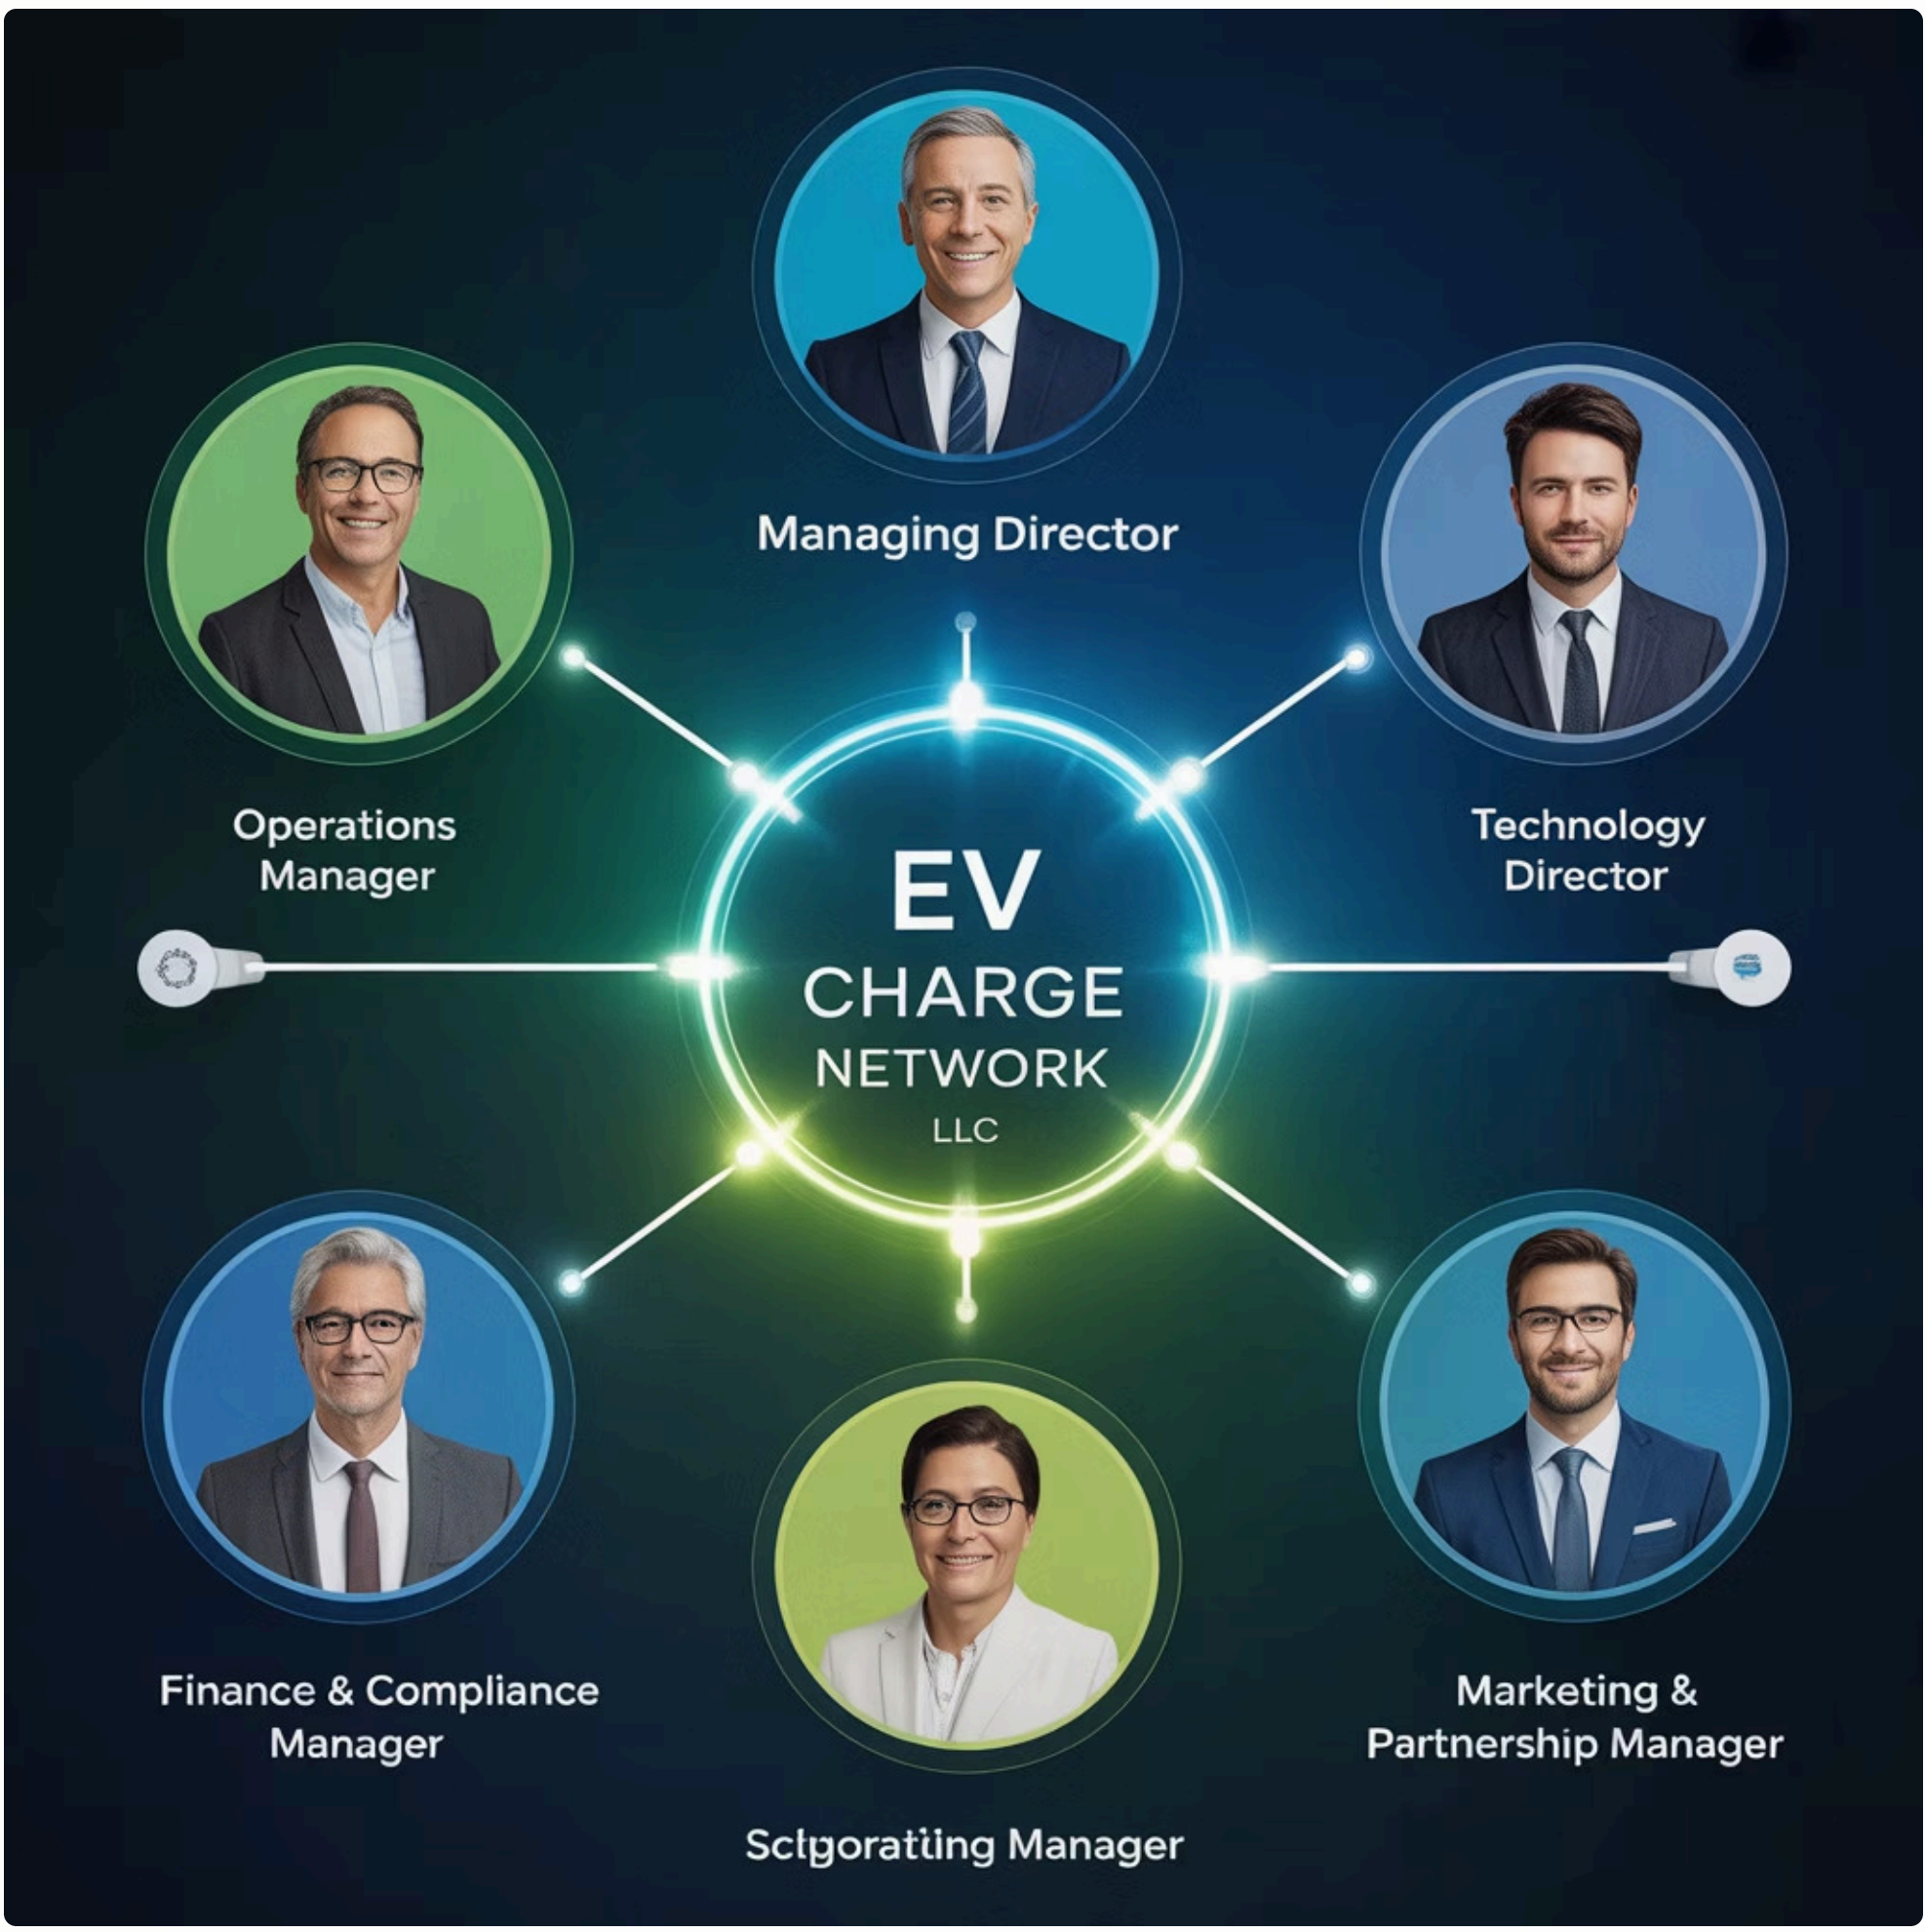 Managing Director
Operations
Manager
Technology
Director
EV
CHARGE
NETWORK
LLC
Finance & Compliance
Manager
Marketing &
Partnership Manager
Manager